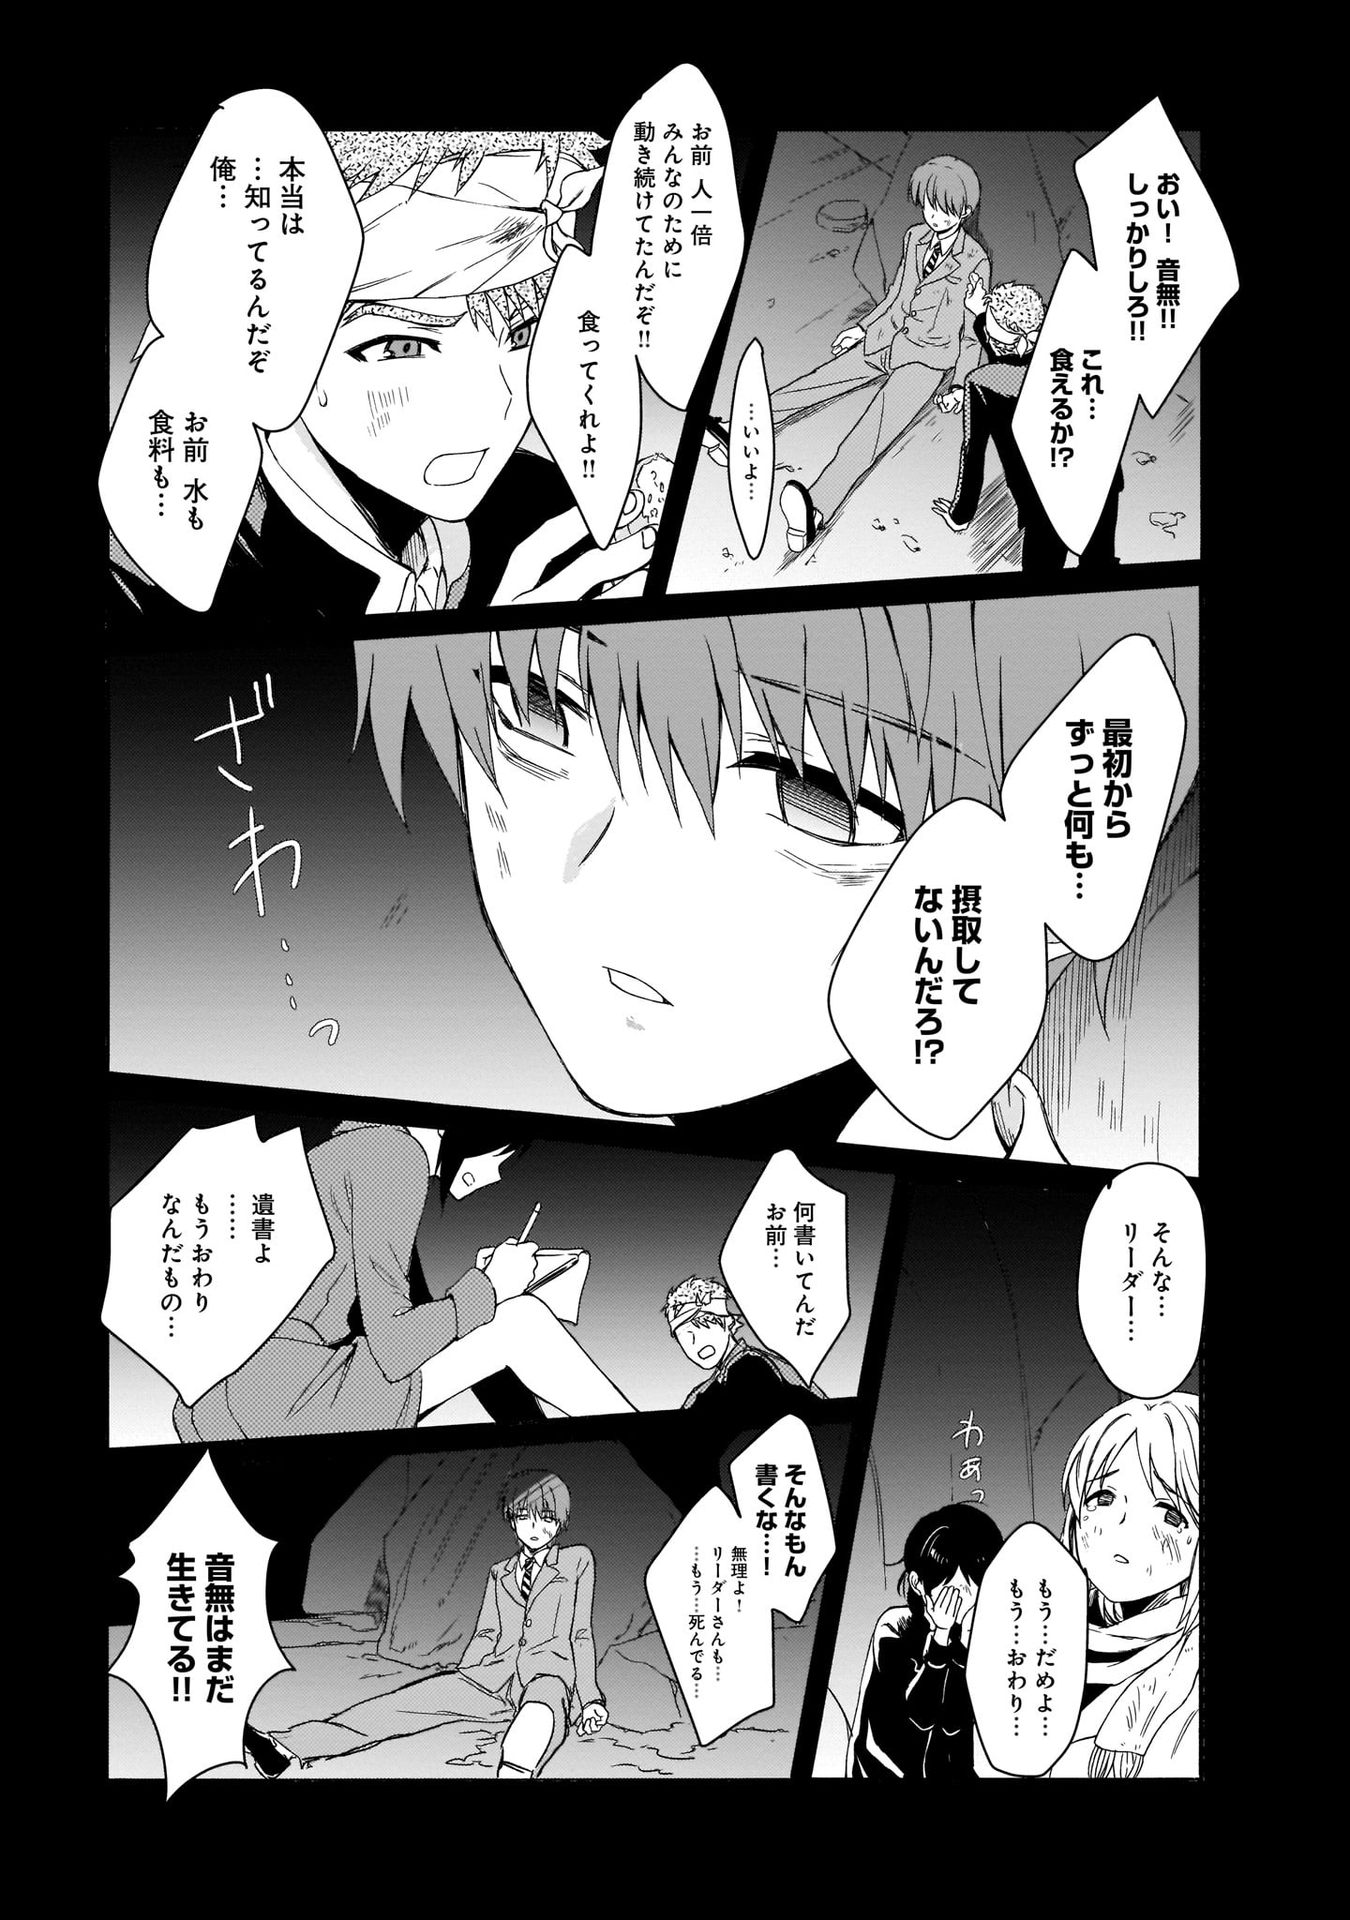 おい！音無!!
しっかりしろ!!
これ…
食えるか!?
…いいよ…
お前 人一倍
みんなのために
動き続けてたんだぞ!!
食ってくれよ!!
本当は
…知ってるんだぞ
俺…
お前 水も
食料も…
最初から
ずっと何も…
摂取して
ないんだろ!?
ざわ……っ
そんな…
リーダー…
わあっ
もう…だめよ…
もう…おわり…
何書いてんだ
お前…
遺書よ
……
もうおわり
なんだもの…
そんなもん
書くな…！
無理よ！
リーダーさんも…
…もう…死んでる…
音無はまだ
生きてる!!